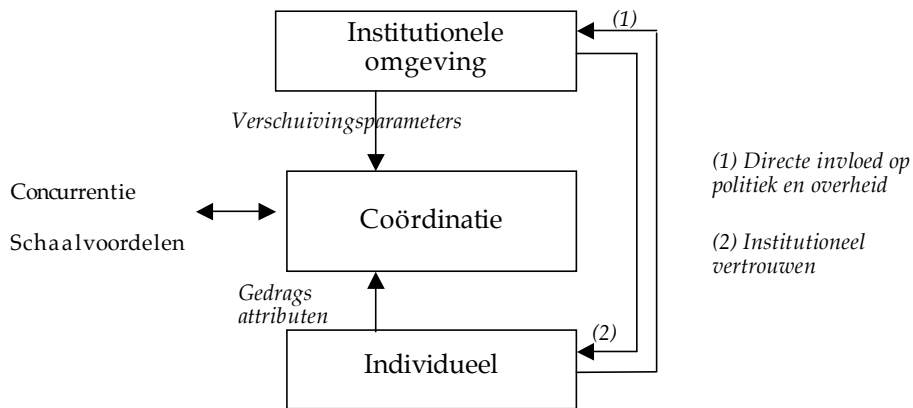 Institutionele
omgeving
(1)
Verschuivingsparameters
(1) Directe invloed op
politiek en overheid
Concurrentie
Coördinatie
Schaalvoordelen
(2) Institutioneel
vertrouwen
Gedrags
attributen
(2)
Individueel